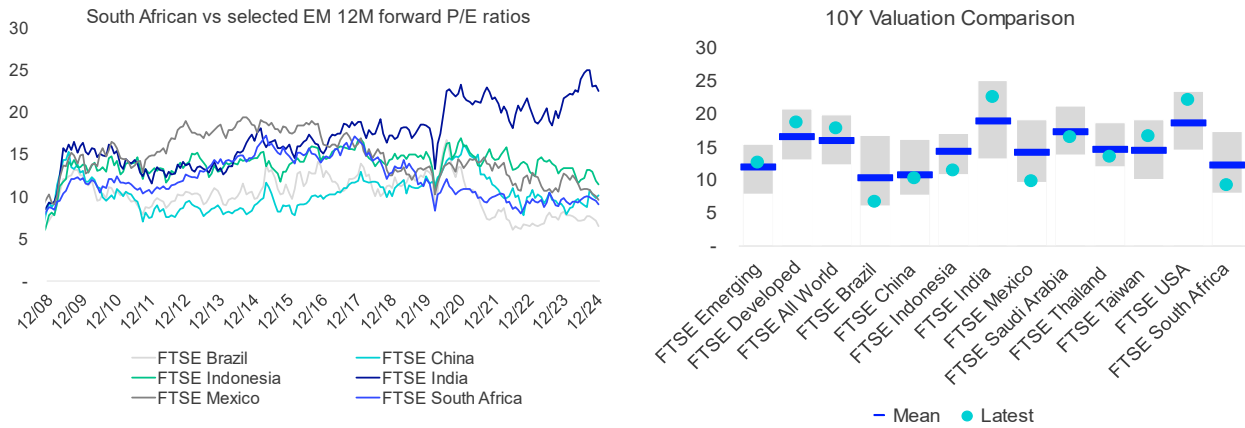 South African vs selected EM 12M forward P/E ratios
30
25
20
15
10
5
-
12/08
12/09
12/10
12/11
12/12
12/13
12/14
12/15
12/16
12/17
12/18
12/19
12/20
12/21
12/22
12/23
12/24
FTSE Brazil
FTSE China
FTSE Indonesia
FTSE India
FTSE Mexico
FTSE South Africa
10Y Valuation Comparison
30
25
20
15
10
5
-
FTSE Emerging
FTSE Developed
FTSE All World
FTSE Brazil
FTSE China
FTSE Indonesia
FTSE India
FTSE Mexico
FTSE Saudi Arabia
FTSE Thailand
FTSE Taiwan
FTSE USA
FTSE South Africa
Mean
Latest